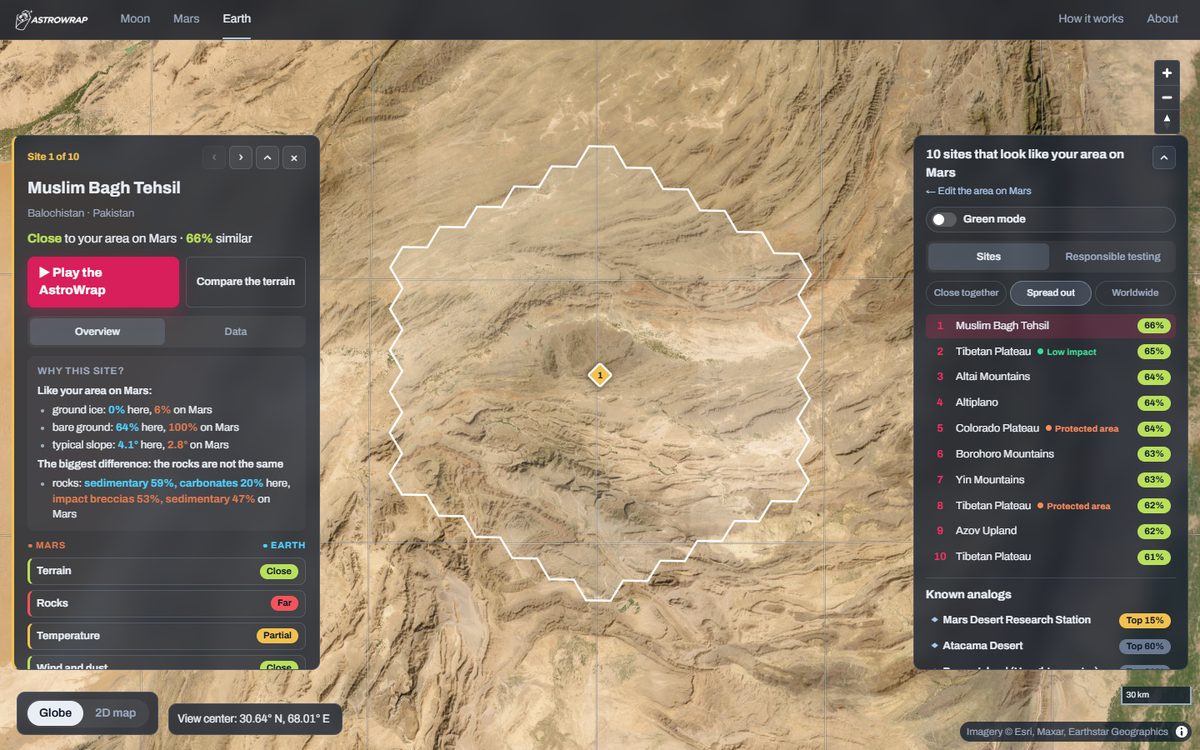 ASTROWRAP
Moon
Mars
Earth
How it works
About
Site 1 of 10
Muslim Bagh Tehsil
Balochistan · Pakistan
Close to your area on Mars · 66% similar
▶ Play the
AstroWrap
Compare the terrain
Overview
Data
WHY THIS SITE?
Like your area on Mars:
• ground ice: 0% here, 6% on Mars
• bare ground: 64% here, 100% on Mars
• typical slope: 4.1° here, 2.8° on Mars
The biggest difference: the rocks are not the same
• rocks: sedimentary 59%, carbonates 20% here,
impact breccias 53%, sedimentary 47% on
Mars
• MARS
• EARTH
Terrain
Close
Rocks
Far
Temperature
Partial
Wind and dust
Close
Globe
2D map
View center: 30.64° N, 68.01° E
1
10 sites that look like your area on
Mars
← Edit the area on Mars
Green mode
Sites
Responsible testing
Close together
Spread out
Worldwide
1 Muslim Bagh Tehsil 66%
2 Tibetan Plateau • Low impact 65%
3 Altai Mountains 64%
4 Altiplano 64%
5 Colorado Plateau • Protected area 64%
6 Borohoro Mountains 63%
7 Yin Mountains 63%
8 Tibetan Plateau • Protected area 62%
9 Azov Upland 62%
10 Tibetan Plateau 61%
Known analogs
Mars Desert Research Station Top 15%
Atacama Desert Top 60%
30 km
Imagery © Esri, Maxar, Earthstar Geographics